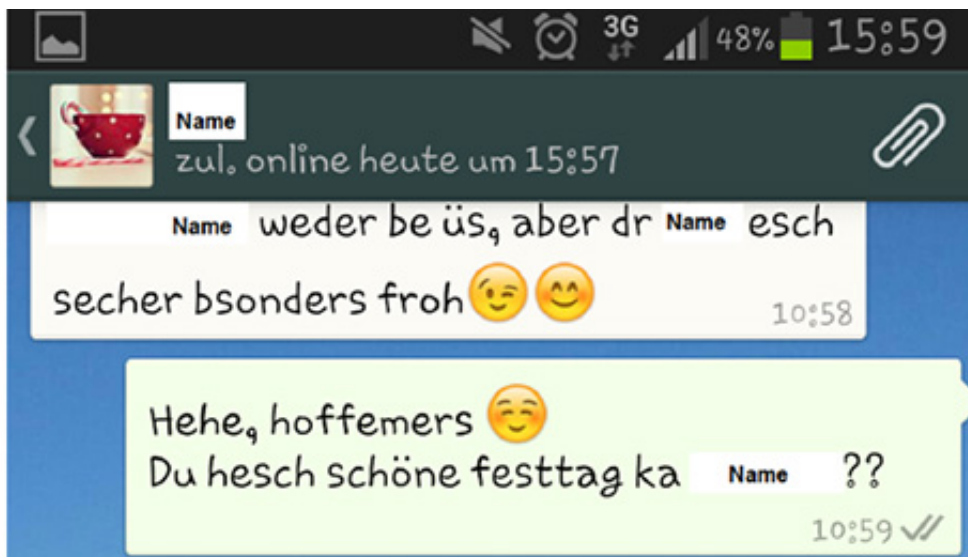 3G 48% 15:59
Name
zul. online heute um 15:57
Name weder be üs, aber dr Name esch
secher bsonders froh😉😊
10:58
Hehe, hoffemers ☺️
Du hesch schöne festtag ka Name ??
10:59